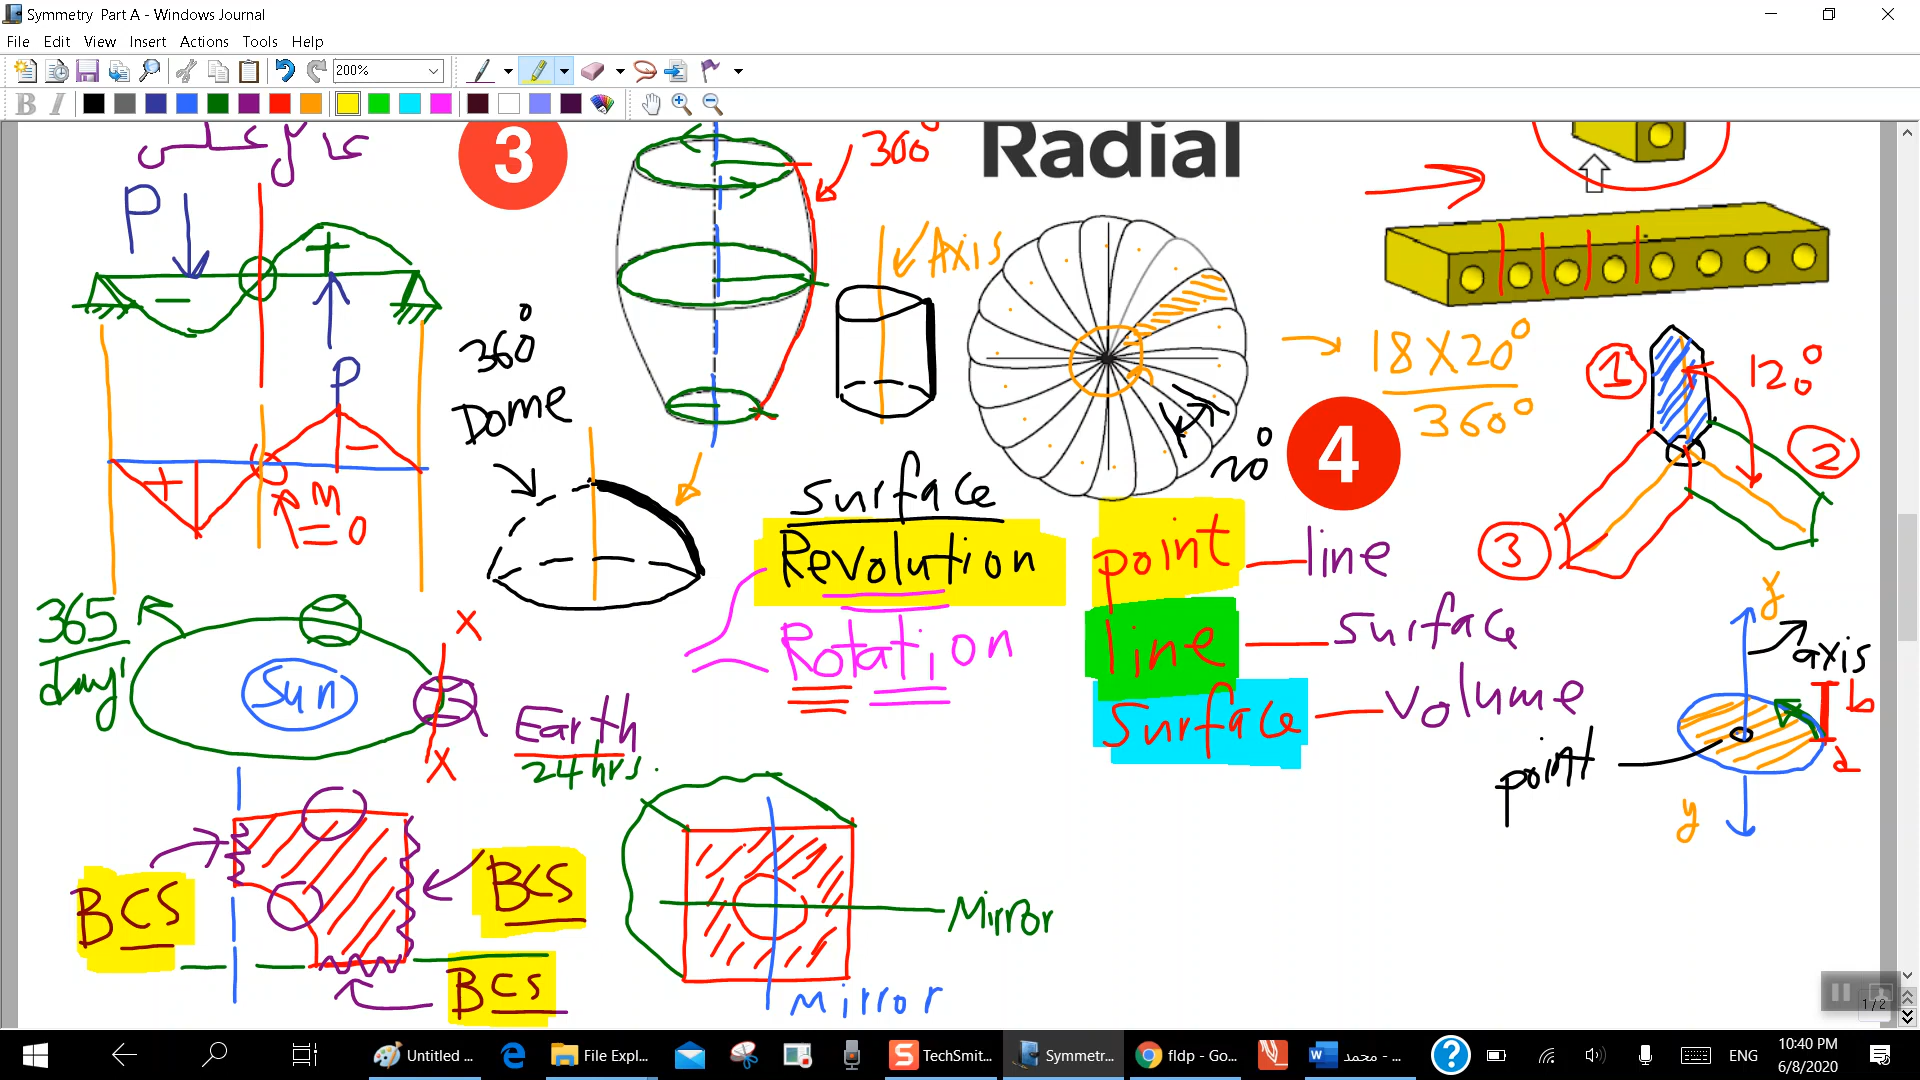 Symmetry Part A - Windows Journal
File Edit View Insert Actions Tools Help
200%
B I
3
360°
Radial
P
+
-
P
360°
Dome
AXIS
18 X 20°
360°
20°
4
1
120°
2
3
+
-
M
= 0
surface
Revolution
Rotation
point — line
line — surface
surface — volume
365
day
Sun
x
x
Earth
24 hrs.
y
axis
b
a
point
y
BCS
BCS
BCS
Mirror
Mirror
1 / 2
Untitled ...
File Expl...
TechSmit...
Symmetr...
fldp - Go...
محمد - ...
ENG
10:40 PM
6/8/2020